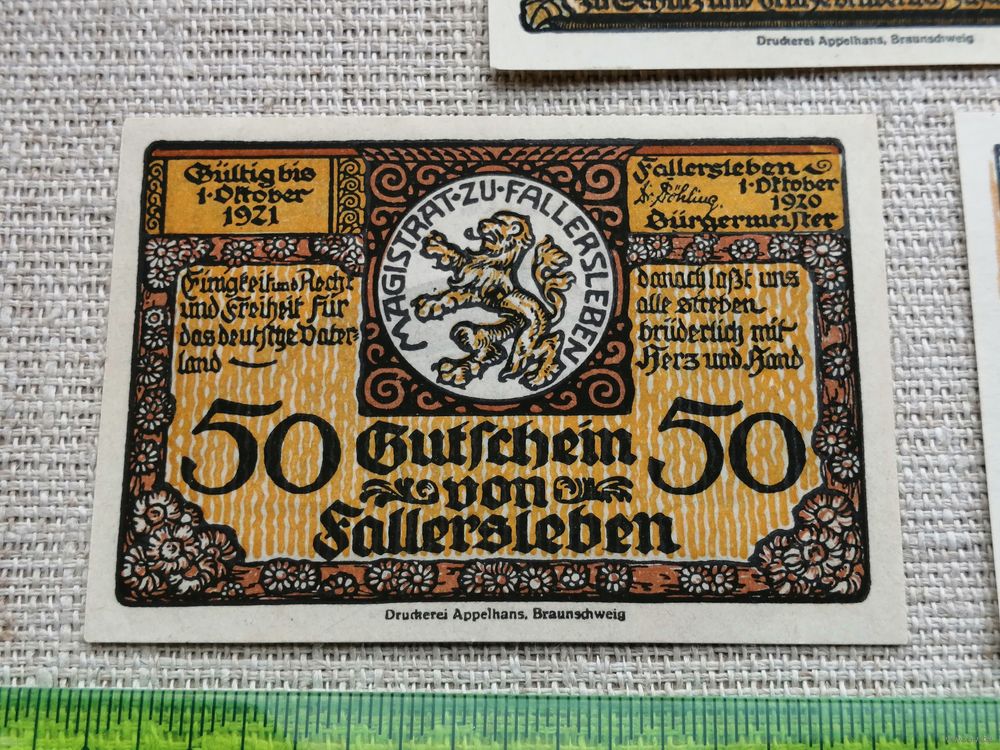 Druckerei Appelhans, Braunschweig
Gültig bis
1·Oktober
1921
MAGISTRAT·ZU·FALLERSLEBEN
Fallersleben
1·Oktober
1920
Bürgermeister
Einigkeit und Recht
und Freiheit für
das deutsche Vater-
land
danach laßt uns
alle streben
brüderlich mit
Herz und Hand
50 Gutschein 50
von
Fallersleben
Druckerei Appelhans, Braunschweig